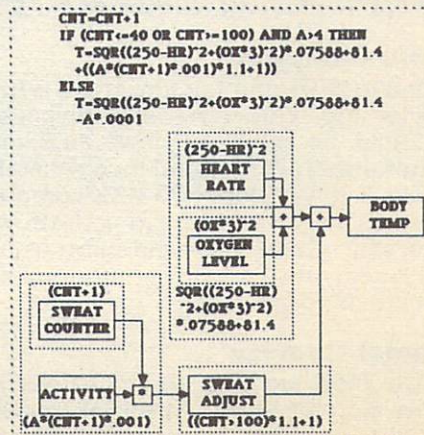 CNT=CNT+1
IF (CNT<=40 OR CNT>=100) AND A>4 THEN
T=SQR((250-HR)^2+(OX*3)^2)*.07588+81.4
+((A*(CNT+1)*.001)*1.1+1))
ELSE
T=SQR((250-HR)^2+(OX*3)^2)*.07588+81.4
-A*.0001
(250-HR)^2
HEART
RATE
+
+
BODY
TEMP
(OX*3)^2
OXYGEN
LEVEL
SQR((250-HR)
^2+(OX*3)^2)
*.07588+81.4
(CNT+1)
SWEAT
COUNTER
ACTIVITY
*
SWEAT
ADJUST
(A*(CNT+1)*.001)
((CNT>100)*1.1+1)